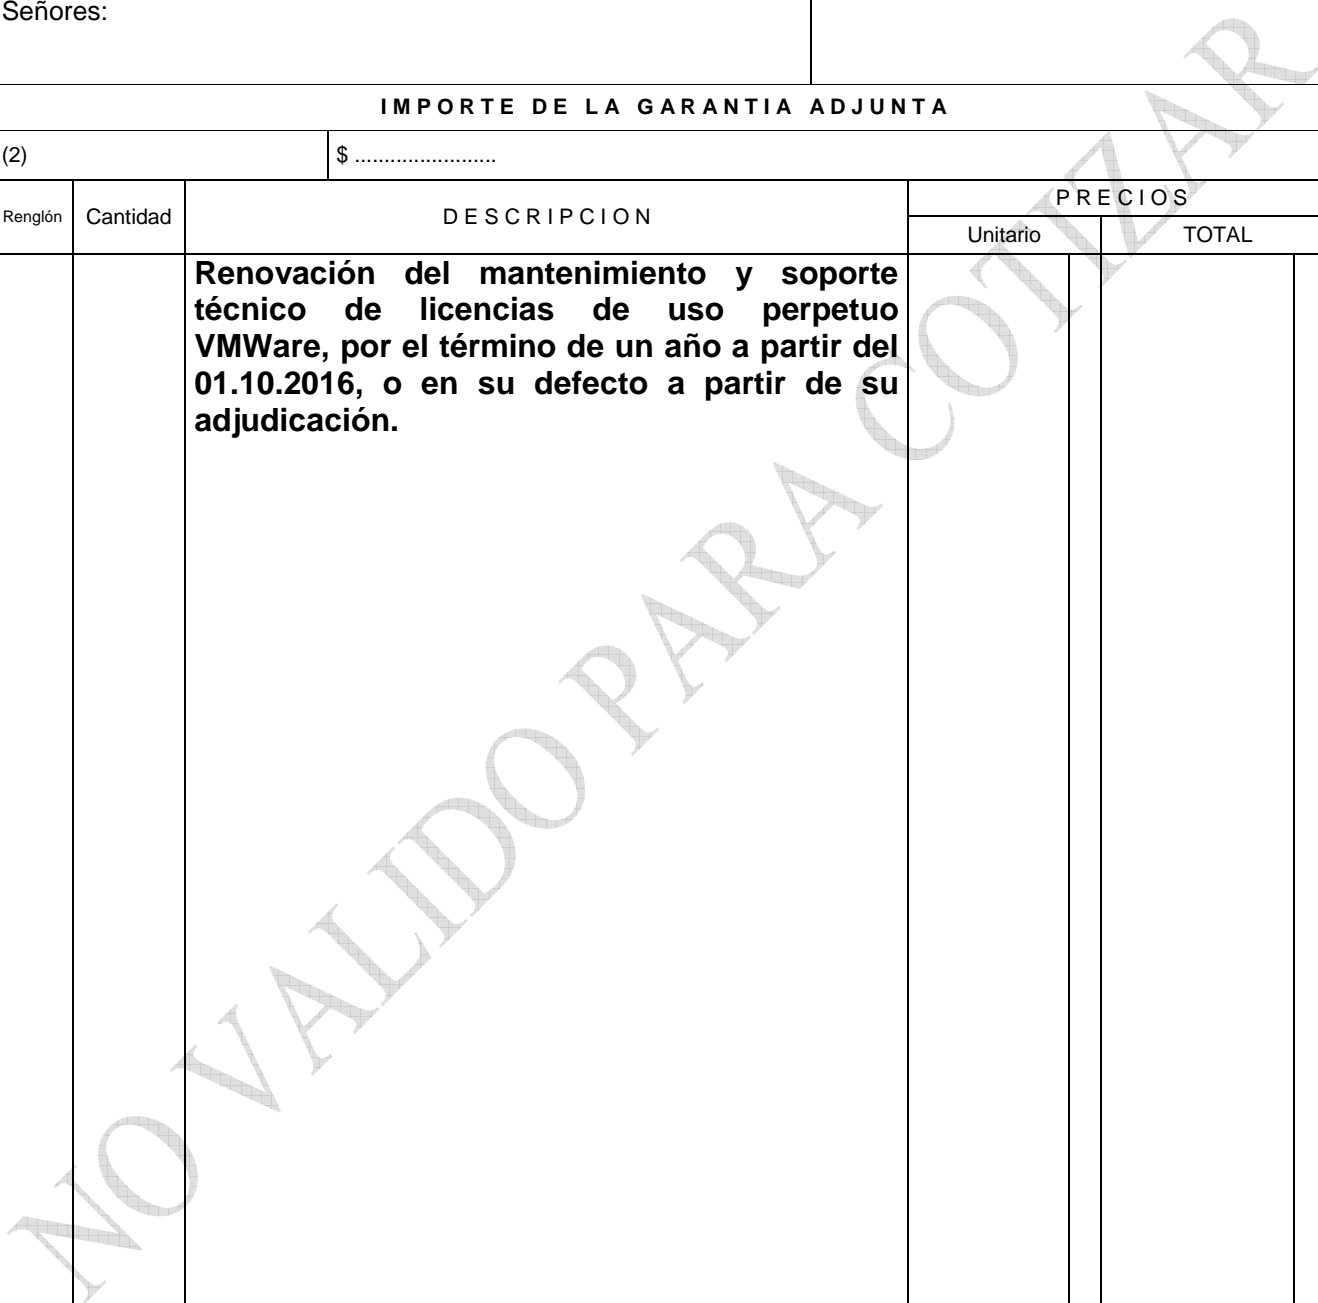 Señores:
IMPORTE DE LA GARANTIA ADJUNTA
(2) $ ........................
Renglón Cantidad DESCRIPCION PRECIOS
Unitario TOTAL
Renovación del mantenimiento y soporte
técnico de licencias de uso perpetuo
VMWare, por el término de un año a partir del
01.10.2016, o en su defecto a partir de su
adjudicación.
NO VALIDO PARA COTIZAR